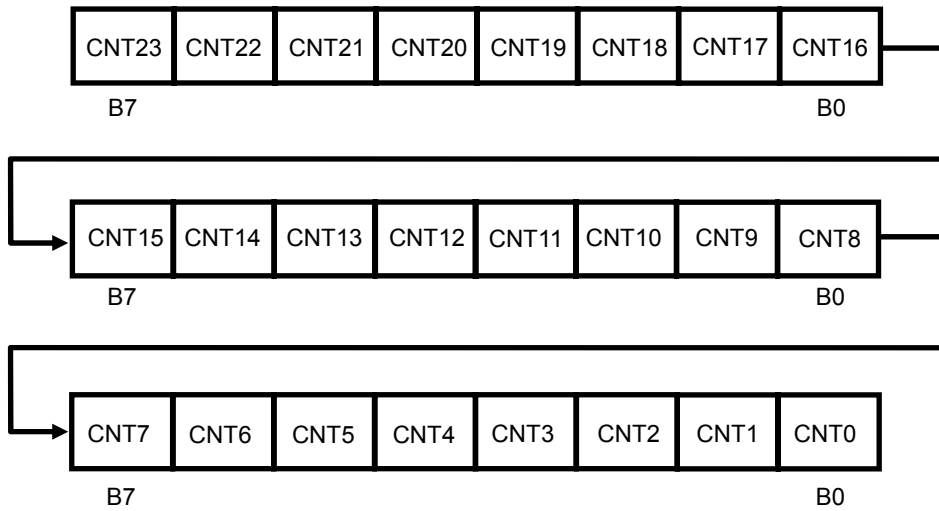 CNT23 CNT22 CNT21 CNT20 CNT19 CNT18 CNT17 CNT16
B7 B0
CNT15 CNT14 CNT13 CNT12 CNT11 CNT10 CNT9 CNT8
B7 B0
CNT7 CNT6 CNT5 CNT4 CNT3 CNT2 CNT1 CNT0
B7 B0